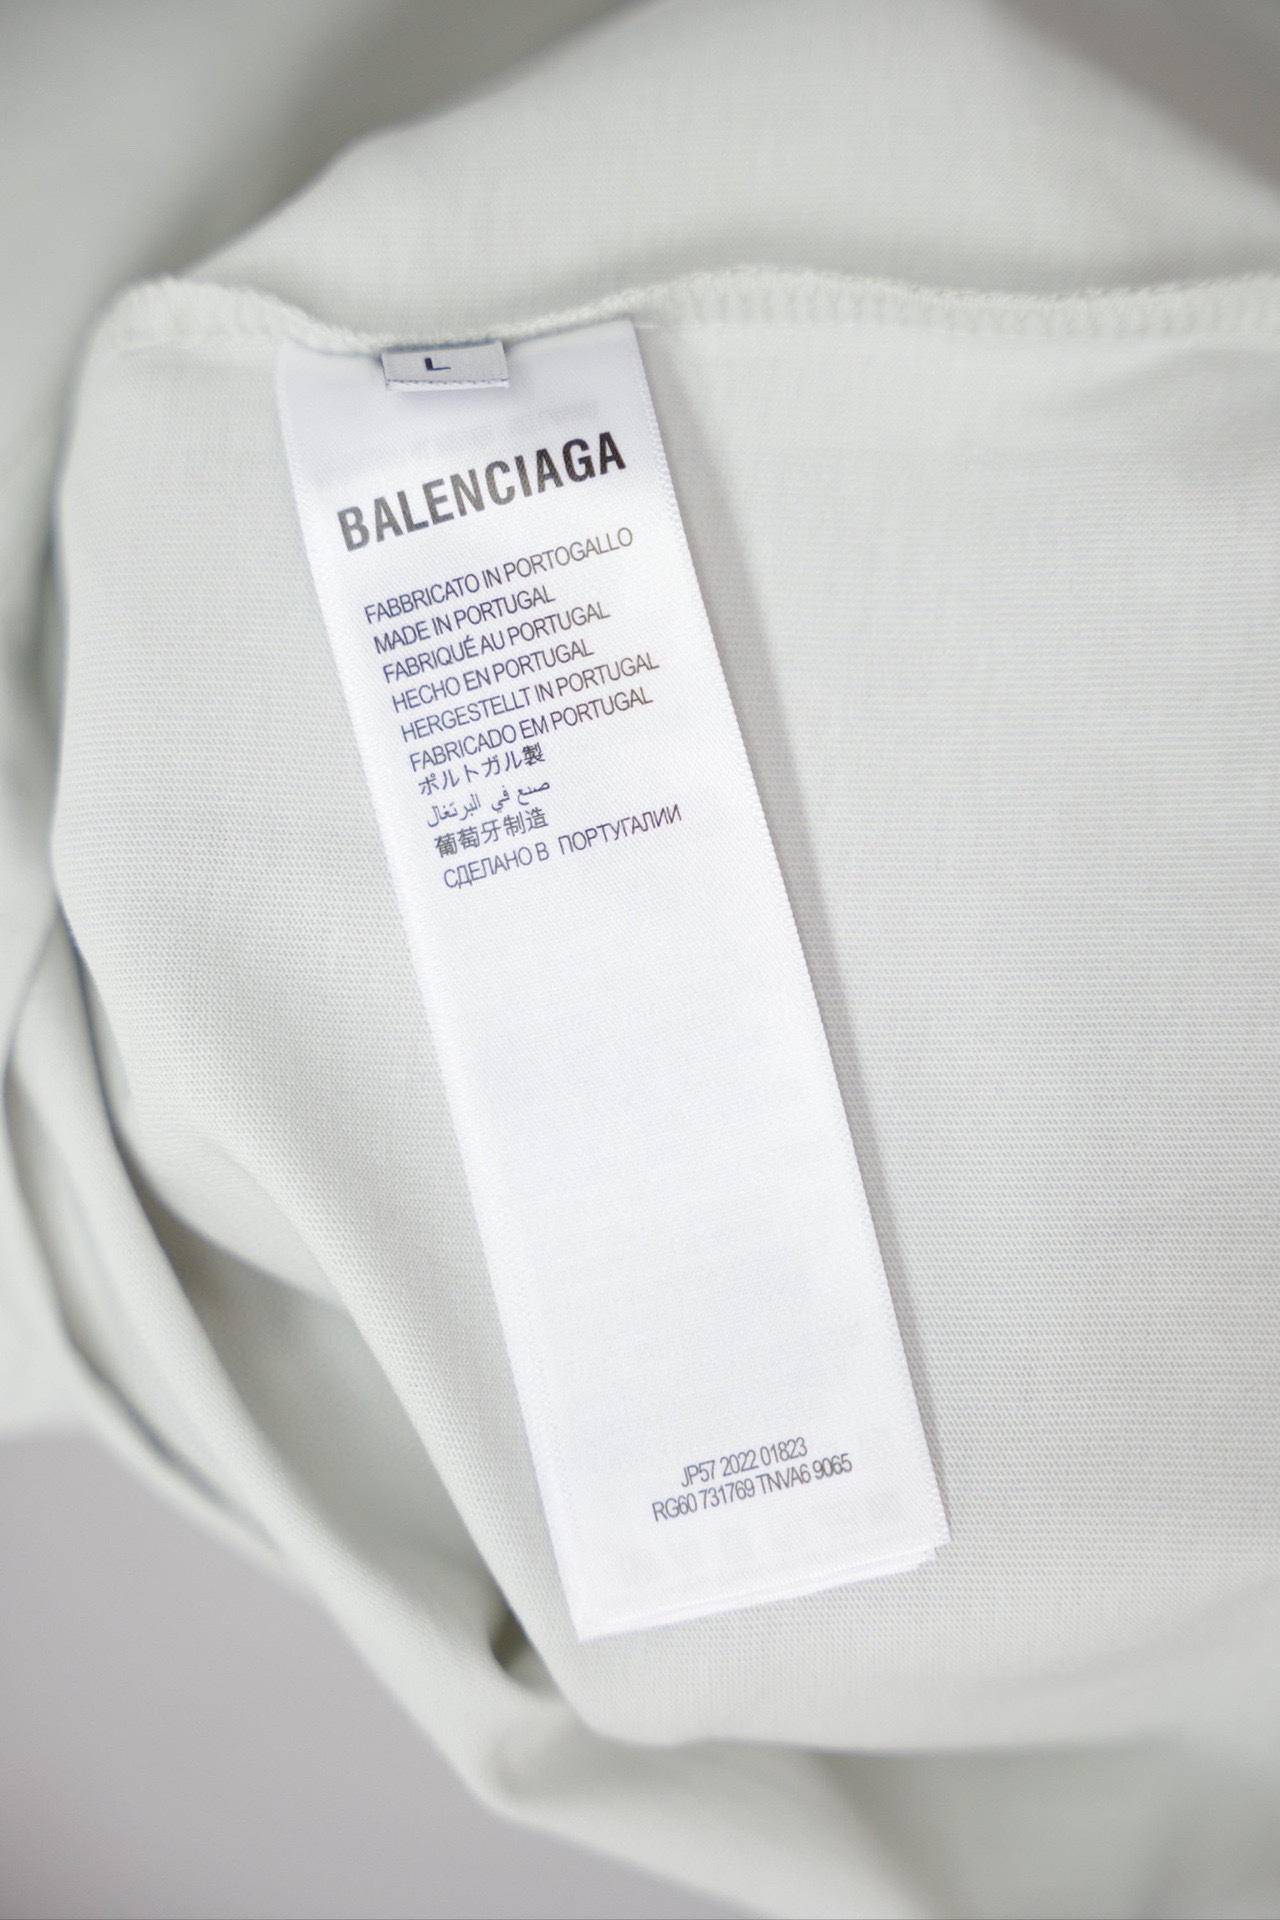 L
BALENCIAGA
FABBRICATO IN PORTOGALLO
MADE IN PORTUGAL
FABRIQUÉ AU PORTUGAL
HECHO EN PORTUGAL
HERGESTELLT IN PORTUGAL
FABRICADO EM PORTUGAL
ポルトガル製
صنع في البرتغال
葡萄牙制造
СДЕЛАНО В ПОРТУГАЛИИ
JP57 2022 01823
RG60 731769 TNVA6 9065